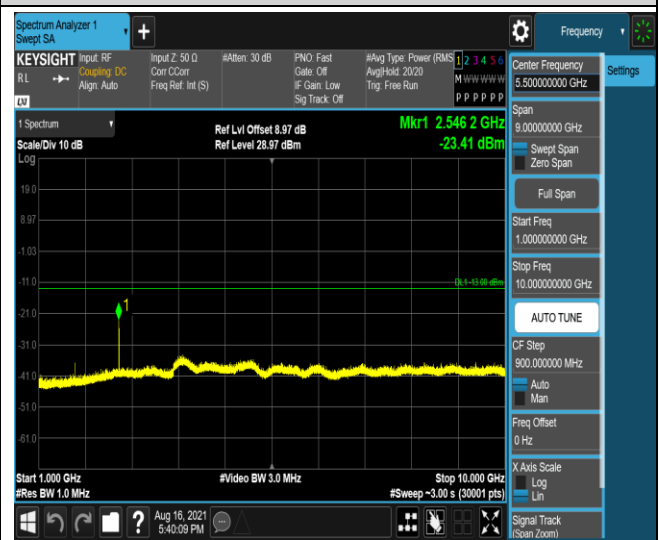 Spectrum Analyzer 1
Swept SA
Frequency
KEYSIGHT
RL
LXI
Input: RF
Coupling: DC
Align: Auto
Input Z: 50 Ω
Corr CCorr
Freq Ref: Int (S)
#Atten: 30 dB
PNO: Fast
Gate: Off
IF Gain: Low
Sig Track: Off
#Avg Type: Power (RMS
Avg|Hold: 20/20
Trig: Free Run
1 2 3 4 5 6
M W W W W W
P P P P P P
1 Spectrum
Scale/Div 10 dB
Log
Ref Lvl Offset 8.97 dB
Ref Level 28.97 dBm
Mkr1 2.546 2 GHz
-23.41 dBm
19.0
8.97
-1.03
-11.0
-21.0
-31.0
-41.0
-51.0
-61.0
DL1 -13.00 dBm
1
Start 1.000 GHz
#Res BW 1.0 MHz
#Video BW 3.0 MHz
Stop 10.000 GHz
#Sweep ~3.00 s (30001 pts)
Center Frequency
5.500000000 GHz
Span
9.00000000 GHz
Swept Span
Zero Span
Full Span
Start Freq
1.000000000 GHz
Stop Freq
10.000000000 GHz
AUTO TUNE
CF Step
900.000000 MHz
Auto
Man
Freq Offset
0 Hz
X Axis Scale
Log
Lin
Signal Track
(Span Zoom)
Settings
?
Aug 16, 2021
5:40:09 PM